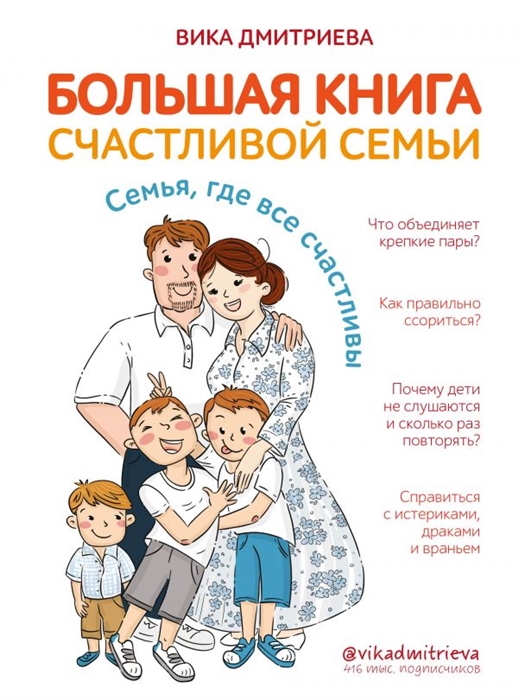 ВИКА ДМИТРИЕВА
БОЛЬШАЯ КНИГА
СЧАСТЛИВОЙ СЕМЬИ
Семья, где все счастливы
Что объединяет
крепкие пары?
Как правильно
ссориться?
Почему дети
не слушаются
и сколько раз
повторять?
Справиться
с истериками,
драками
и враньем
@vikadmitrieva
416 тыс. подписчиков